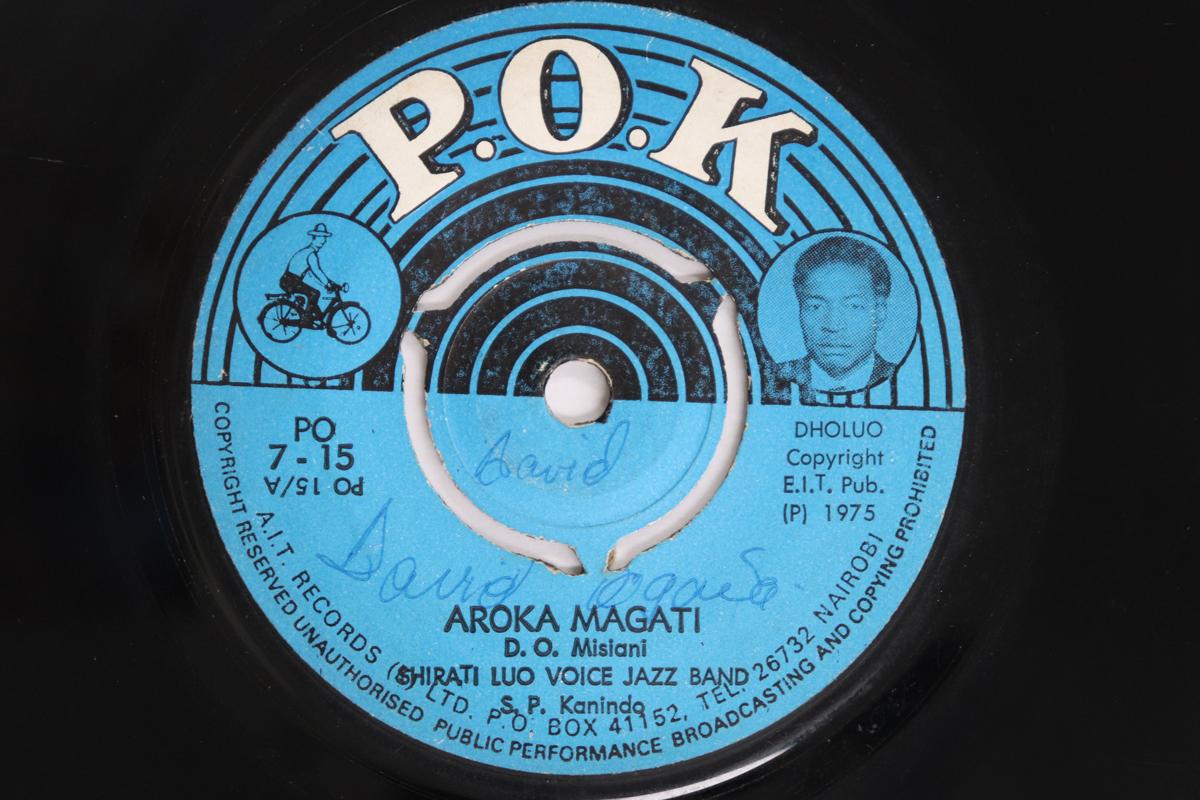 P.O.K
PO
7-15
PO 15/A
DHOLUO
Copyright
E.I.T. Pub.
(P) 1975
David
David
AROKA MAGATI
D. O. Misiani
SHIRATI LUO VOICE JAZZ BAND
S. P. Kanindo
A.I.T. RECORDS (K) LTD. P.O. BOX 41152, TEL. 26732 NAIROBI
COPYRIGHT RESERVED UNAUTHORISED PUBLIC PERFORMANCE BROADCASTING AND COPYING PROHIBITED